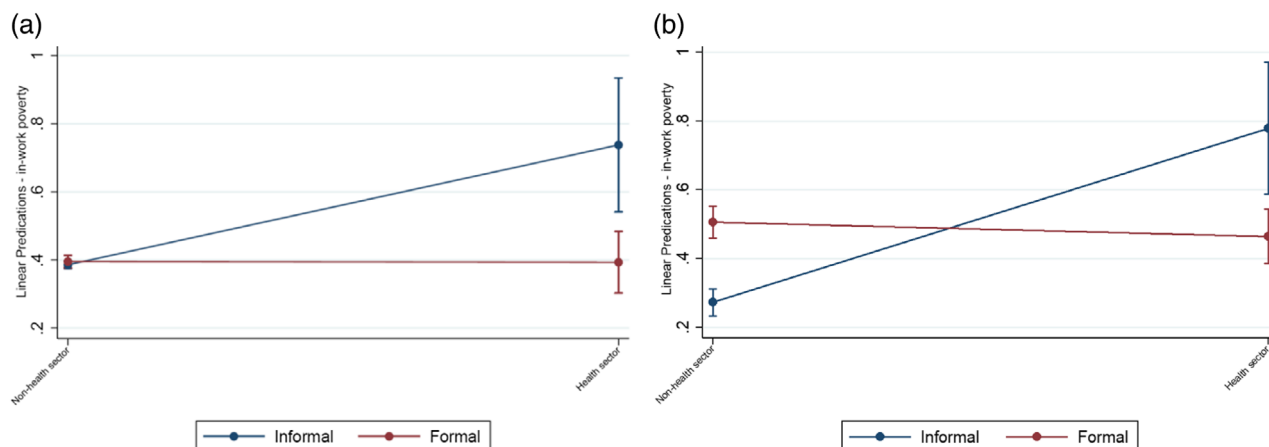 (a)
Linear Predications - in-work poverty
1
.8
.6
.4
.2
Non-health sector
Health sector
Informal Formal
(b)
Linear Predications - in-work poverty
1
.8
.6
.4
.2
Non-health sector
Health sector
Informal Formal